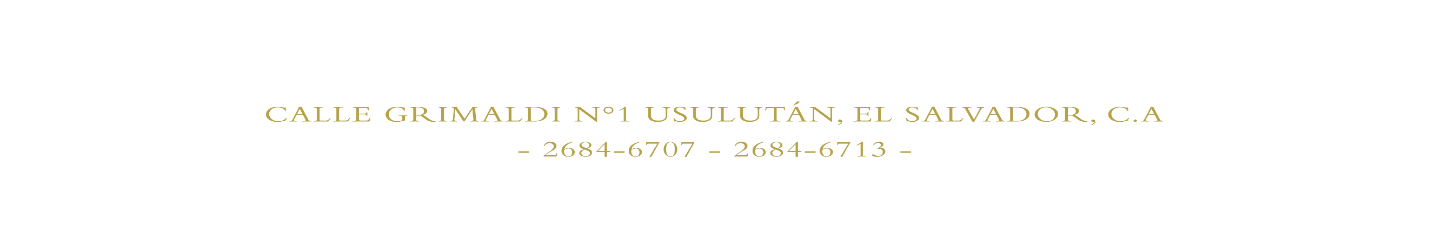 CALLE GRIMALDI N°1 USULUTÁN, EL SALVADOR, C.A
- 2684-6707 - 2684-6713 -